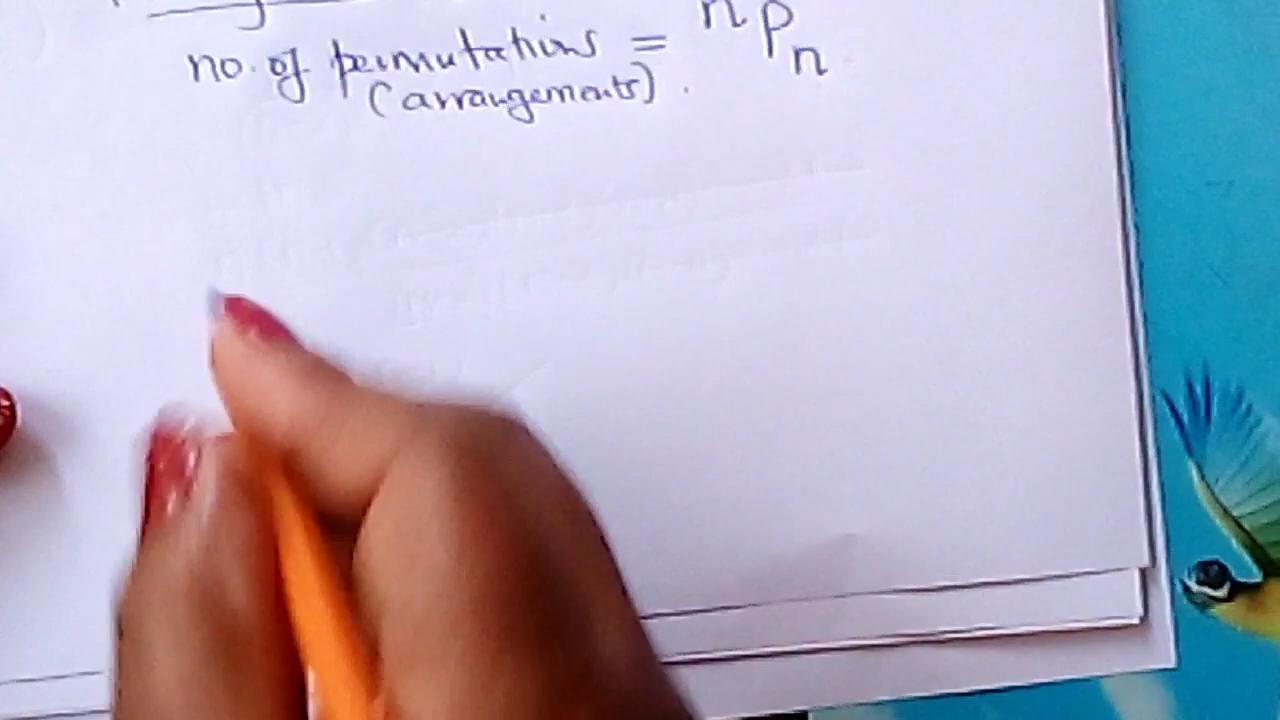 no. of permutations = nPn
(arrangements).